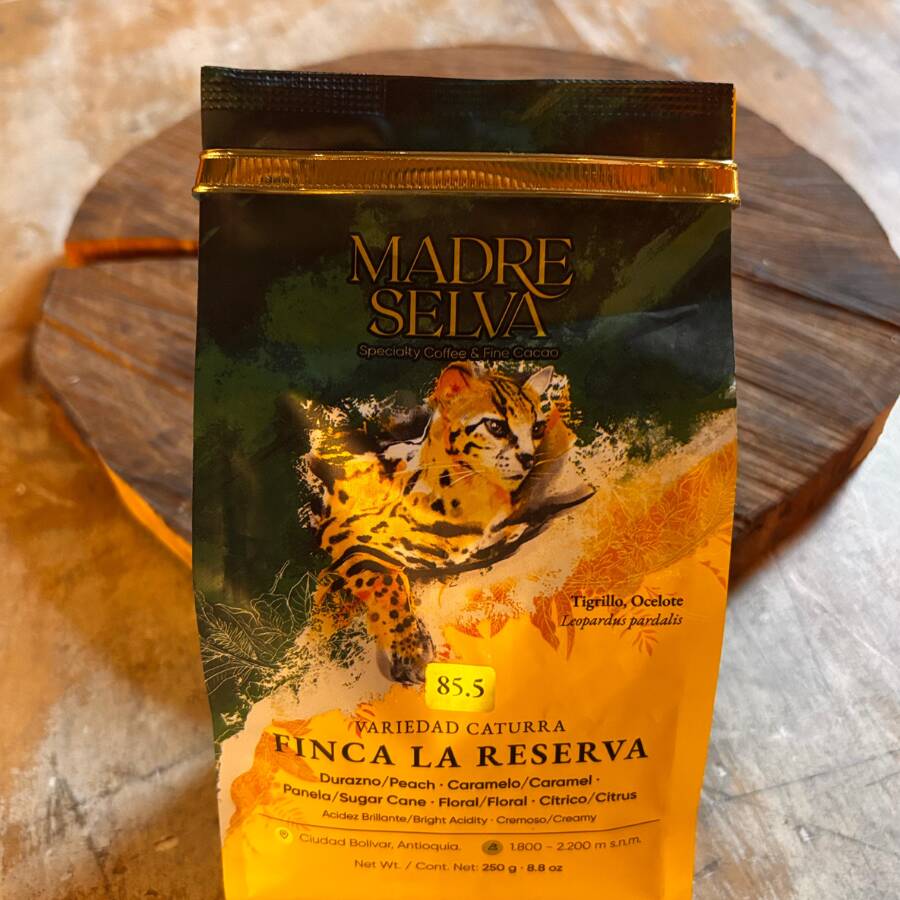 MADRE
SELVA
Specialty Coffee & Fine Cacao
Tigrillo, Ocelote
Leopardus pardalis
85.5
VARIEDAD CATURRA
FINCA LA RESERVA
Durazno/Peach · Caramelo/Caramel ·
Panela/Sugar Cane · Floral/Floral · Cítrico/Citrus
Acidez Brillante/Bright Acidity · Cremoso/Creamy
Ciudad Bolívar, Antioquia. 1.800 - 2.200 m s.n.m.
Net Wt. / Cont. Net: 250 g · 8.8 oz